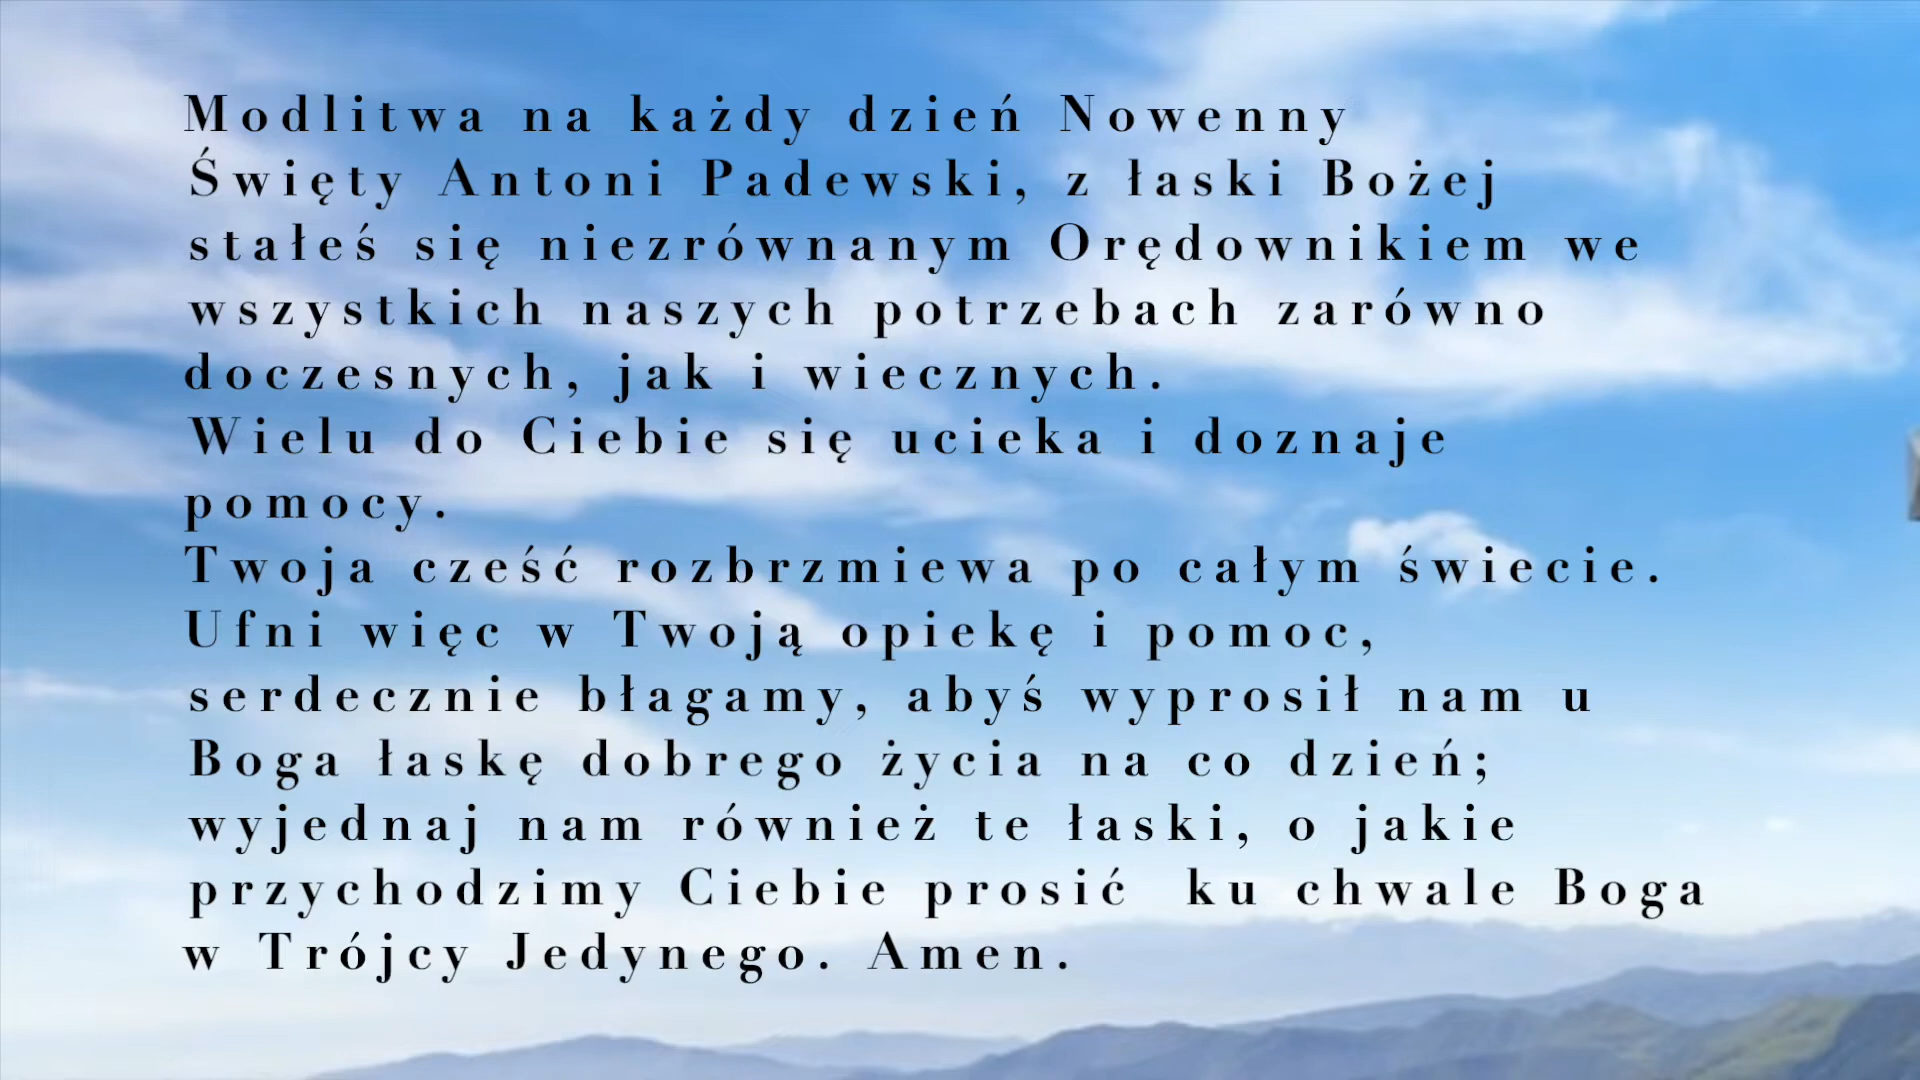 Modlitwa na każdy dzień Nowenny
Święty Antoni Padewski, z łaski Bożej
stałeś się niezrównanym Orędownikiem we
wszystkich naszych potrzebach zarówno
doczesnych, jak i wiecznych.
Wielu do Ciebie się ucieka i doznaje
pomocy.
Twoja cześć rozbrzmiewa po całym świecie.
Ufni więc w Twoją opiekę i pomoc,
serdecznie błagamy, abyś wyprosił nam u
Boga łaskę dobrego życia na co dzień;
wyjednaj nam również te łaski, o jakie
przychodzimy Ciebie prosić  ku chwale Boga
w Trójcy Jedynego. Amen.